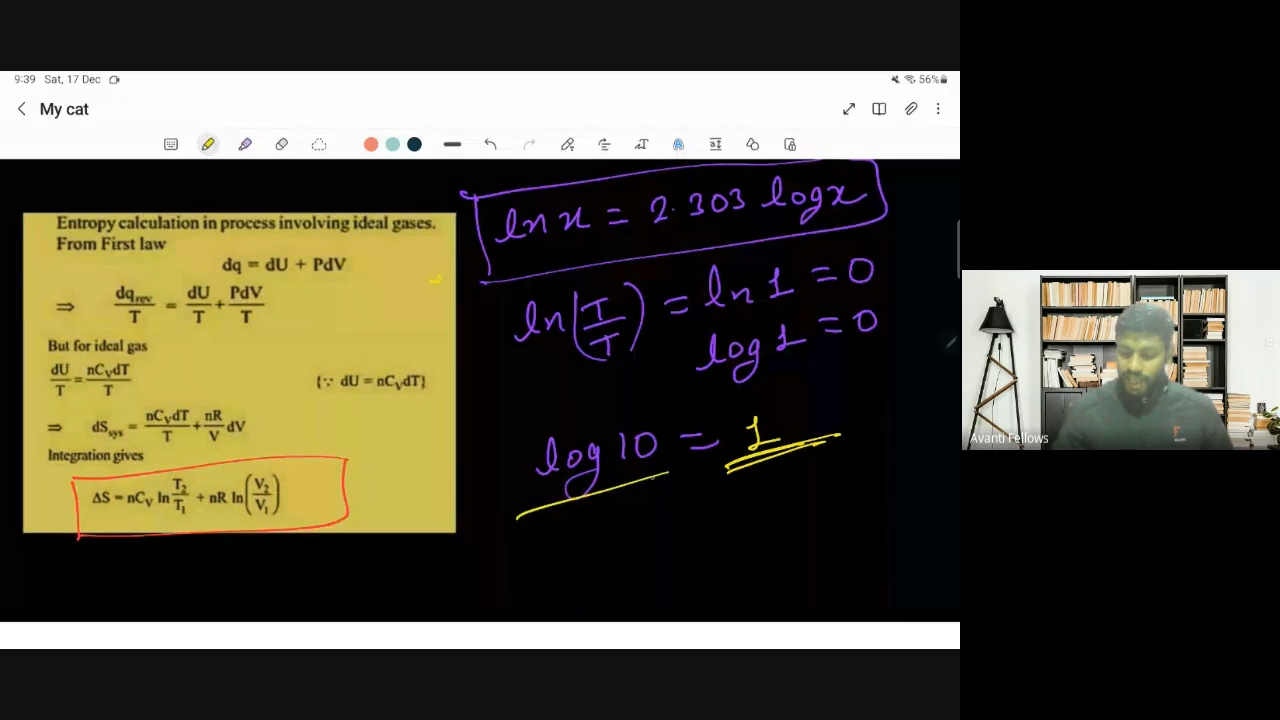 9:39 Sat, 17 Dec
56%
My cat
Entropy calculation in process involving ideal gases.
From First law
dq = dU + PdV
⇒ dq_rev/T = dU/T + PdV/T
But for ideal gas
dU/T = nC_VdT/T {∵ dU = nC_VdT}
⇒ dS_sys = nC_VdT/T + nR/V dV
Integration gives
ΔS = nC_V ln T_2/T_1 + nR ln(V_2/V_1)
ln x = 2.303 log x
ln(T/T) = ln 1 = 0
log 1 = 0
log 10 = 1
Avanti Fellows